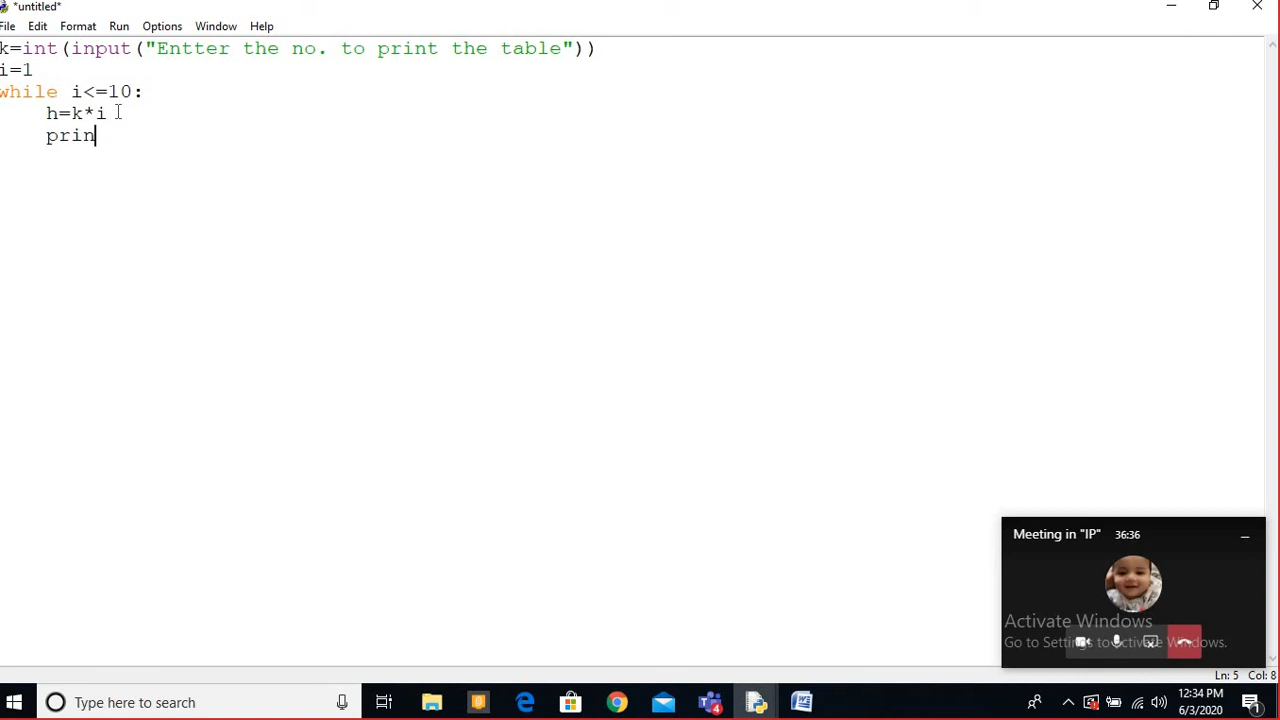 *untitled*
File Edit Format Run Options Window Help
k=int(input("Entter the no. to print the table"))
i=1
while i<=10:
h=k*i
prin
Meeting in "IP" 36:36
Activate Windows
Go to Settings to activate Windows.
Ln: 5 Col: 8
Type here to search
4
12:34 PM
6/3/2020
1